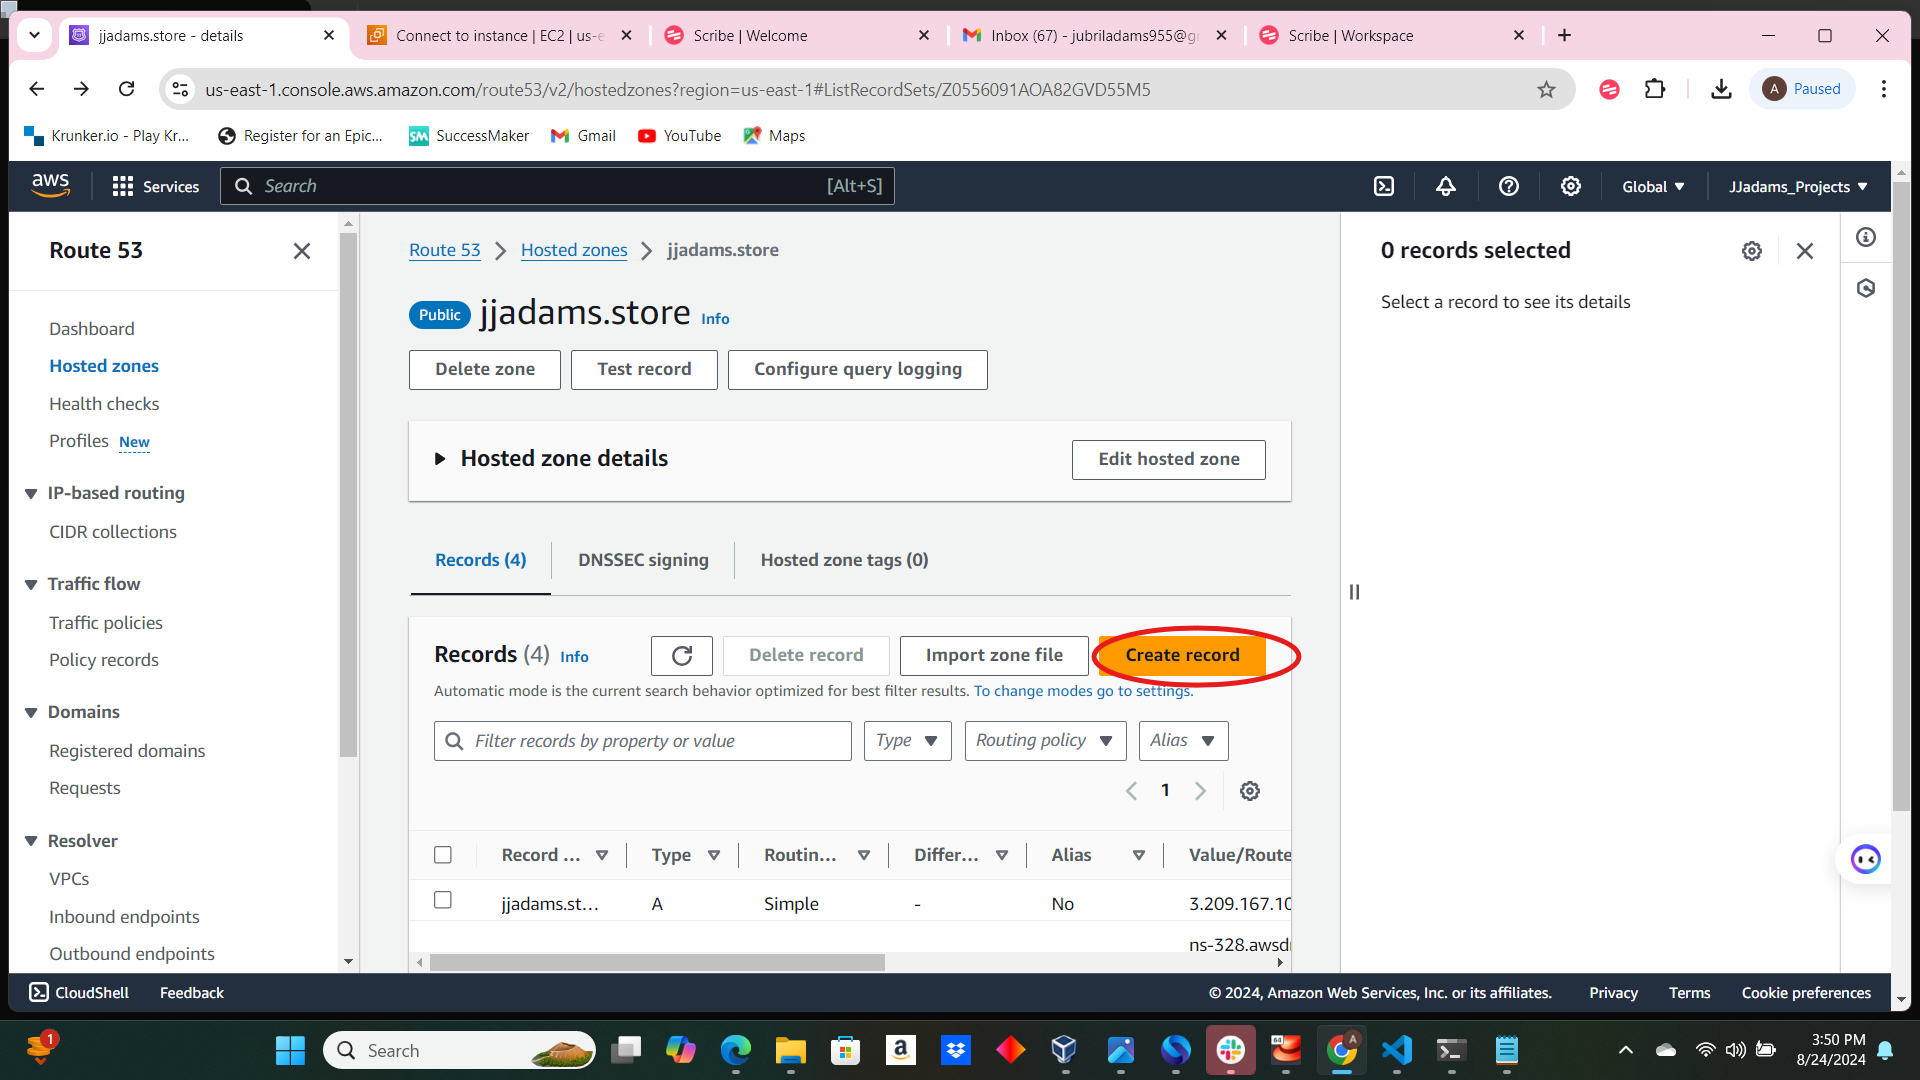 jjadams.store - details
Connect to instance | EC2 | us-e
Scribe | Welcome
Inbox (67) - jubriladams955@gr
Scribe | Workspace
us-east-1.console.aws.amazon.com/route53/v2/hostedzones?region=us-east-1#ListRecordSets/Z0556091AOA82GVD55M5
A Paused
Krunker.io - Play Kr...
Register for an Epic...
SM SuccessMaker
Gmail
YouTube
Maps
aws
Services
Search
[Alt+S]
Global
JJadams_Projects
Route 53
Dashboard
Hosted zones
Health checks
Profiles New
IP-based routing
CIDR collections
Traffic flow
Traffic policies
Policy records
Domains
Registered domains
Requests
Resolver
VPCs
Inbound endpoints
Outbound endpoints
Route 53
Hosted zones
jjadams.store
Public jjadams.store Info
Delete zone
Test record
Configure query logging
Hosted zone details
Edit hosted zone
Records (4)
DNSSEC signing
Hosted zone tags (0)
Records (4) Info
Delete record
Import zone file
Create record
Automatic mode is the current search behavior optimized for best filter results. To change modes go to settings.
Filter records by property or value
Type
Routing policy
Alias
1
Record ...
Type
Routin...
Differ...
Alias
Value/Route
jjadams.st...
A
Simple
-
No
3.209.167.10
ns-328.awsd
0 records selected
Select a record to see its details
CloudShell
Feedback
© 2024, Amazon Web Services, Inc. or its affiliates.
Privacy
Terms
Cookie preferences
1
Search
a
64
A
3:50 PM
8/24/2024